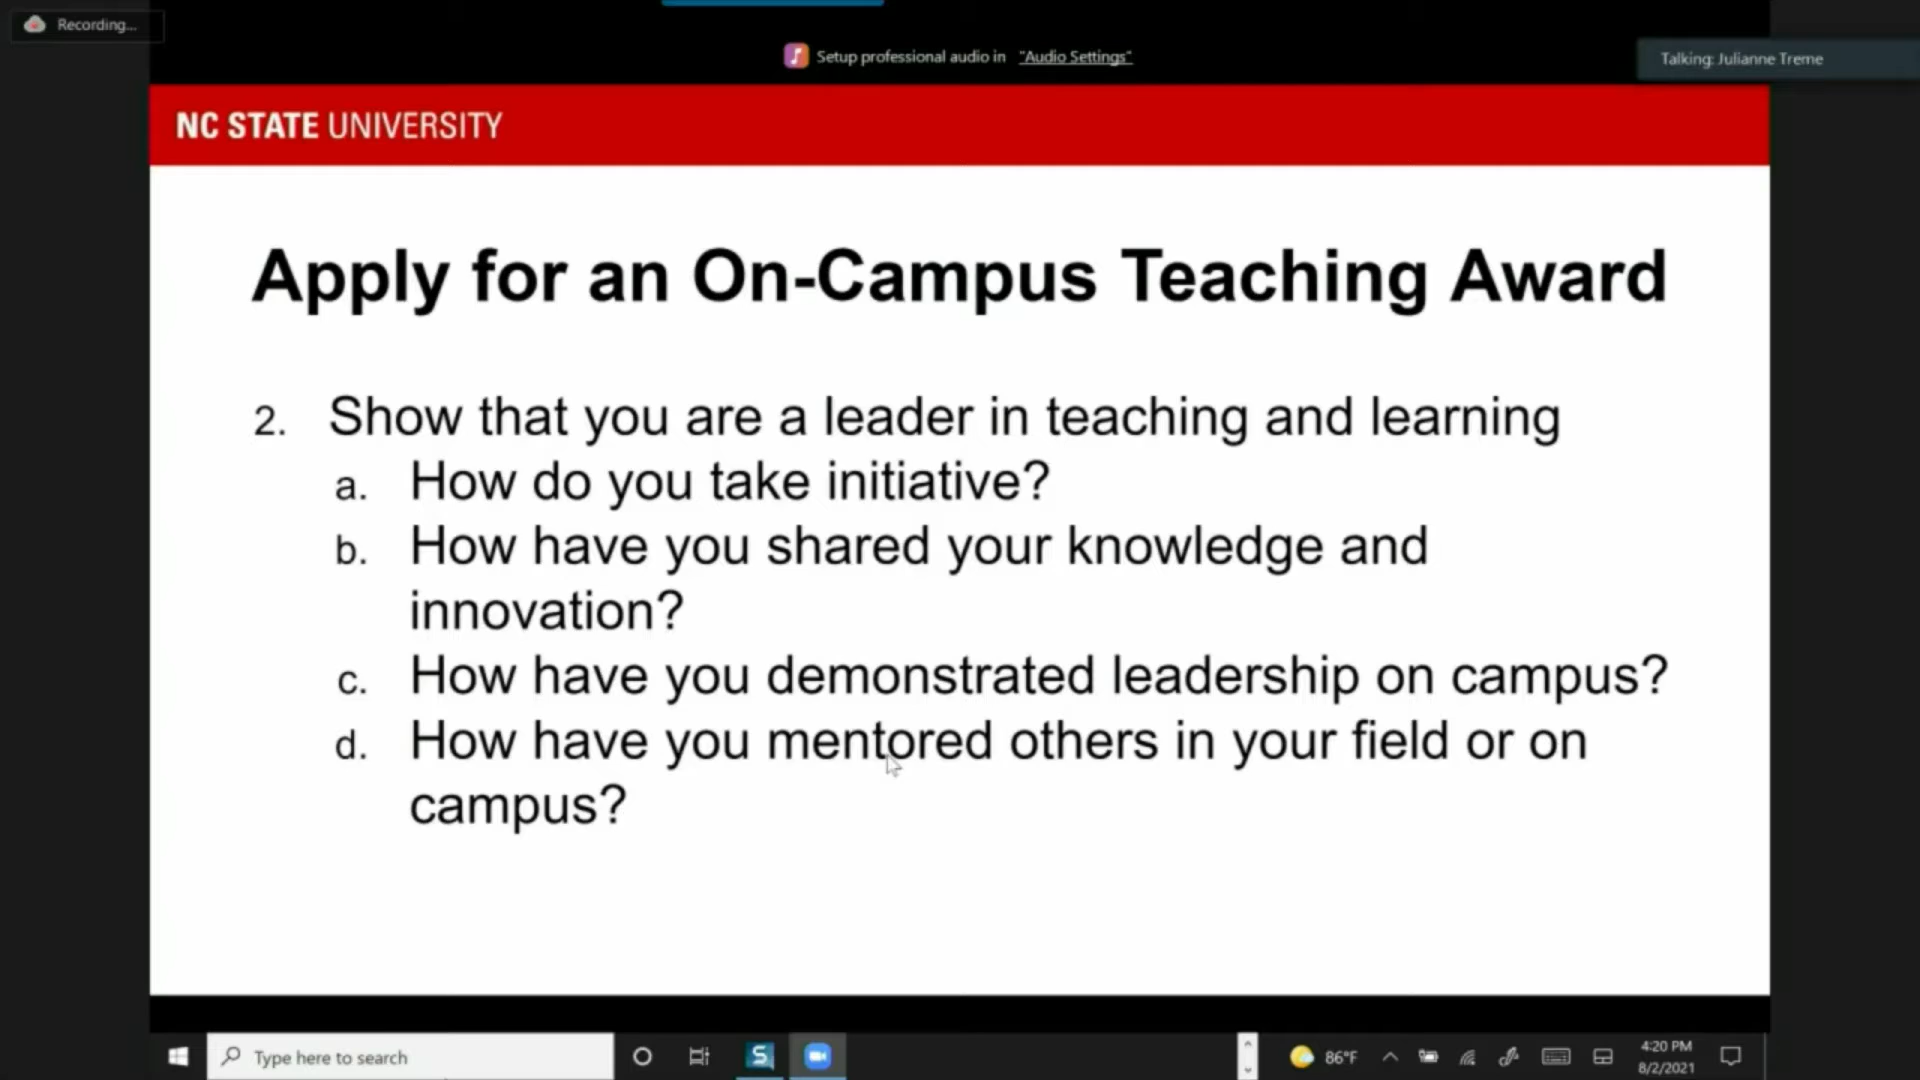 Recording...
Setup professional audio in "Audio Settings"
Talking: Julianne Treme
NC STATE UNIVERSITY
Apply for an On-Campus Teaching Award
2. Show that you are a leader in teaching and learning
a. How do you take initiative?
b. How have you shared your knowledge and
innovation?
c. How have you demonstrated leadership on campus?
d. How have you mentored others in your field or on
campus?
Type here to search
S
86°F
4:20 PM
8/2/2021